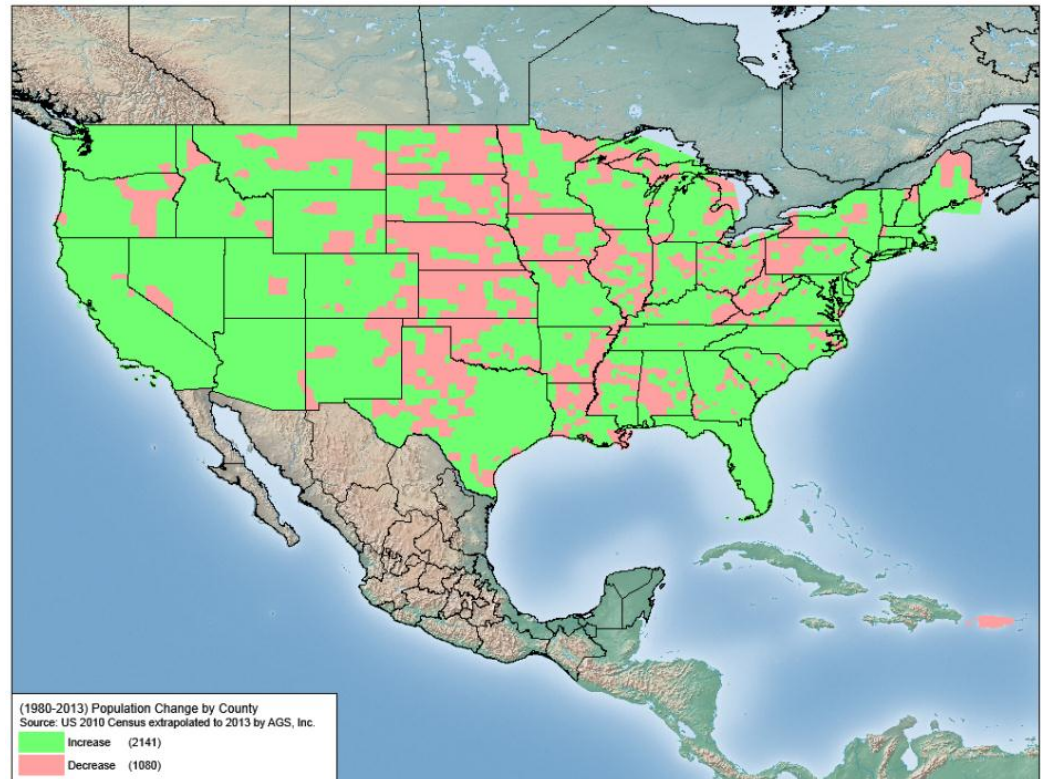 (1980-2013) Population Change by County
Source: US 2010 Census extrapolated to 2013 by AGS, Inc.
Increase (2141)
Decrease (1080)